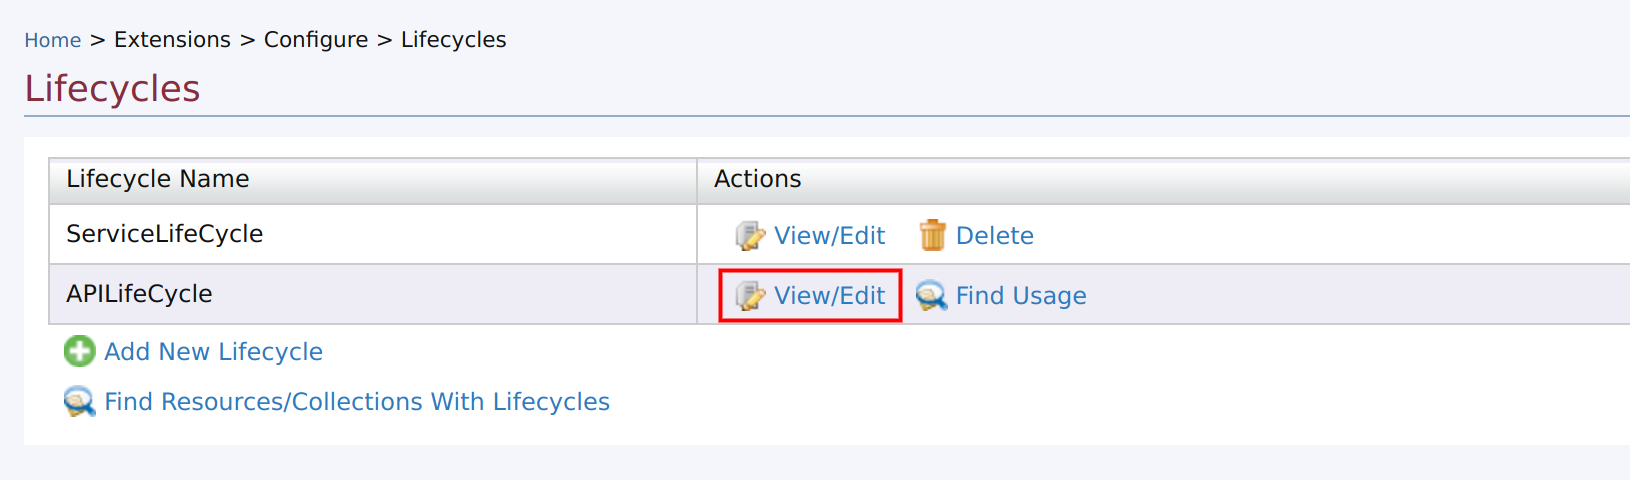 Home > Extensions > Configure > Lifecycles
Lifecycles
Lifecycle Name Actions
ServiceLifeCycle View/Edit Delete
APILifeCycle View/Edit Find Usage
Add New Lifecycle
Find Resources/Collections With Lifecycles